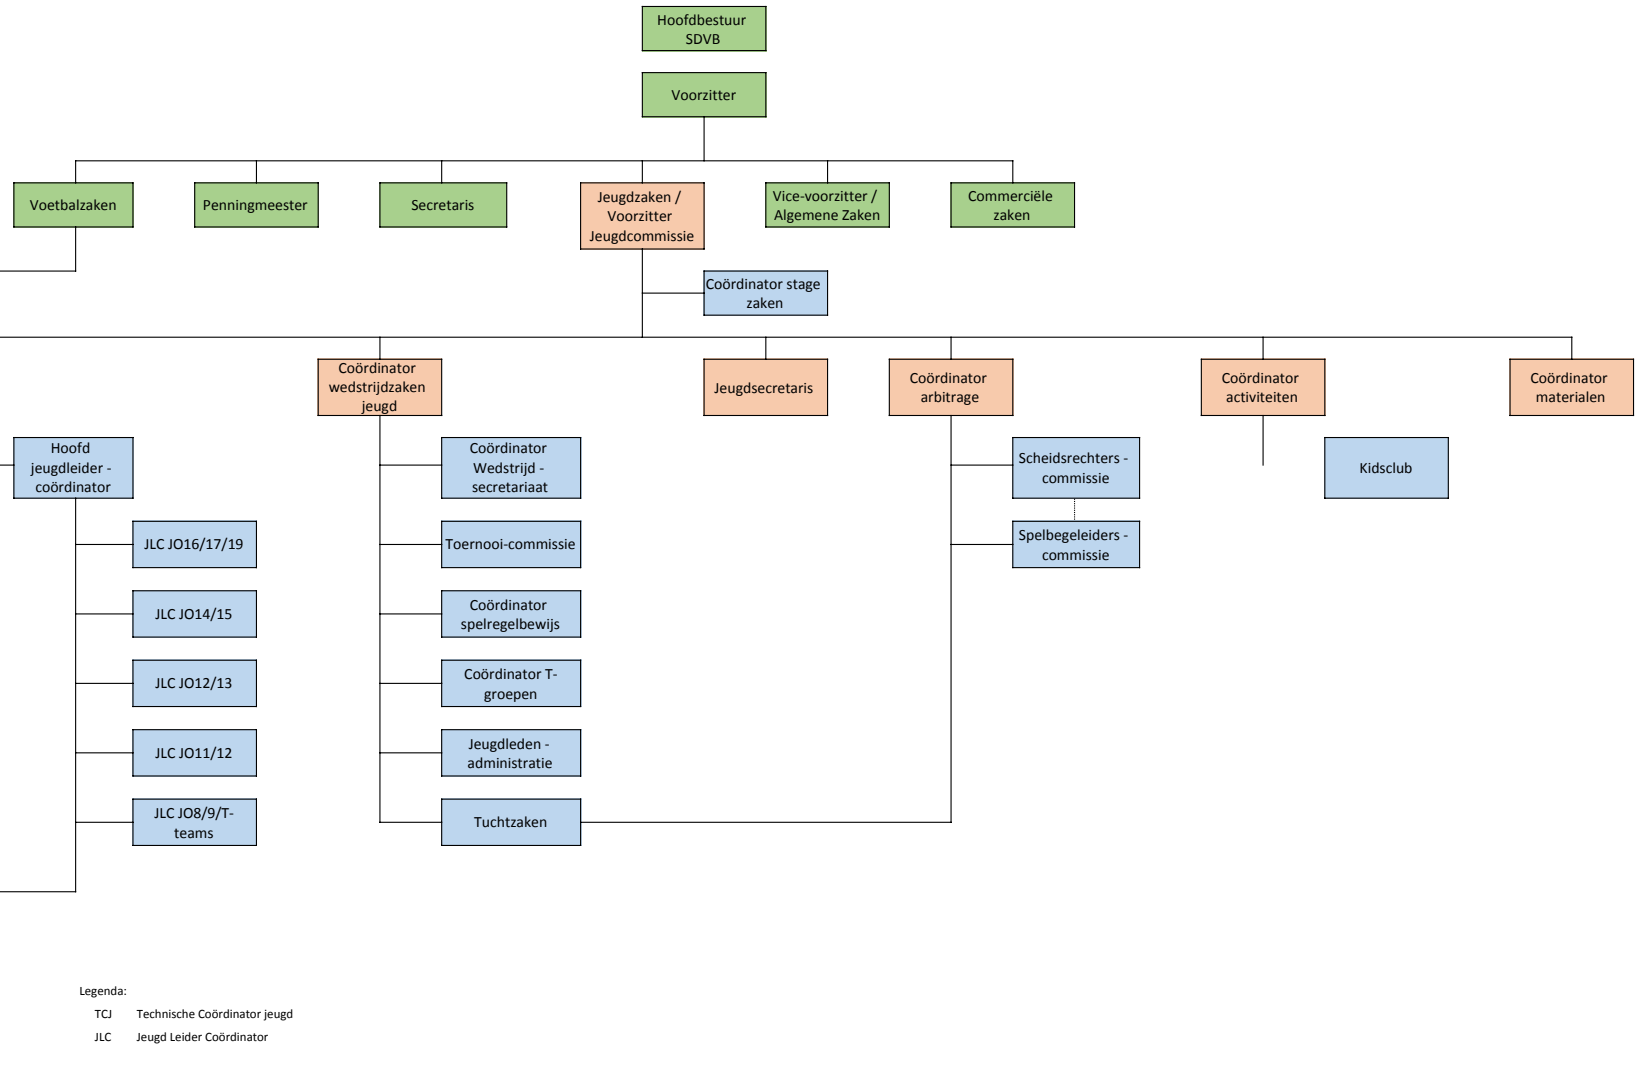 Hoofdbestuur
SDVB
Voorzitter
Voetbalzaken
Penningmeester
Secretaris
Jeugdzaken /
Voorzitter
Jeugdcommissie
Vice-voorzitter /
Algemene Zaken
Commerciële
zaken
Coördinator stage
zaken
Coördinator
wedstrijdzaken
jeugd
Jeugdsecretaris
Coördinator
arbitrage
Coördinator
activiteiten
Coördinator
materialen
Hoofd
jeugdleider -
coördinator
Coördinator
Wedstrijd -
secretariaat
Scheidsrechters -
commissie
Kidsclub
JLC JO16/17/19
Toernooi-commissie
Spelbegeleiders -
commissie
JLC JO14/15
Coördinator
spelregelbewijs
JLC JO12/13
Coördinator T-
groepen
JLC JO11/12
Jeugdleden -
administratie
JLC JO8/9/T-
teams
Tuchtzaken
Legenda:
TCJ Technische Coördinator jeugd
JLC Jeugd Leider Coördinator